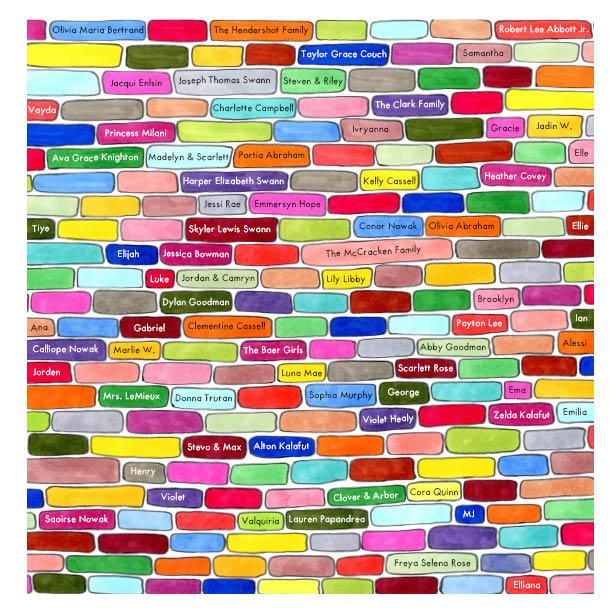 Olivia Maria Bertrand The Hendershot Family Robert Lee Abbott Jr.
Taylor Grace Couch Samantha
Jacqui Enlsin Joseph Thomas Swann Steven & Riley
Vayda Charlotte Campbell The Clark Family
Princess Milani Ivryanna Gracie Jadin W.
Ava Grace Knighton Madelyn & Scarlett Portia Abraham Elle
Harper Elizabeth Swann Kelly Cassell Heather Covey
Jessi Rae Emmersyn Hope
Tiye Skyler Lewis Swann Conor Nowak Olivia Abraham Ellie
Elijah Jessica Bowman The McCracken Family
Luke Jordan & Camryn Lily Libby
Dylan Goodman Brooklyn
Ana Gabriel Clementine Cassell Payton Lee Ian
Calliope Nowak Marlie W. The Baer Girls Abby Goodman Alessi
Jorden Luna Mae Scarlett Rose
Mrs. LeMieux Donna Truran Sophia Murphy George Ema
Violet Healy Zelda Kalafut Emilia
Stevo & Max Alton Kalafut
Henry
Violet Clover & Arbor Cora Quinn
Saoirse Nowak Valquiria Lauren Papandrea MJ
Freya Selena Rose
Elliana